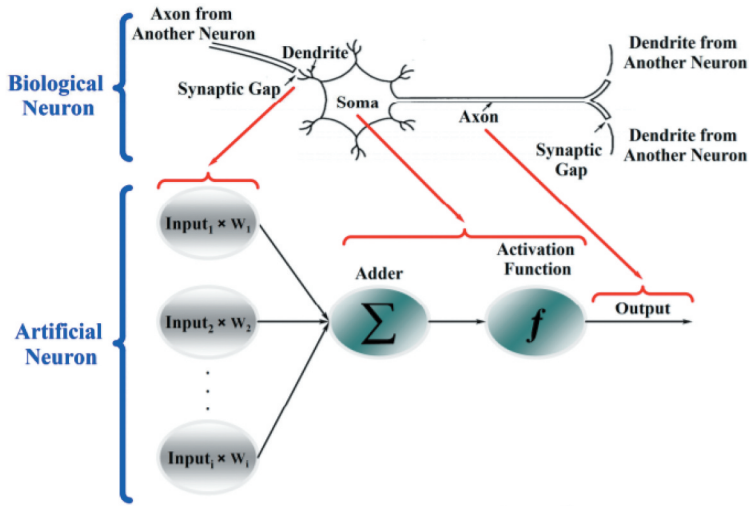 Axon from
Another Neuron
Dendrite
Dendrite from
Another Neuron
Biological
Neuron
Synaptic Gap
Soma
Axon
Synaptic
Gap
Dendrite from
Another Neuron
Input₁ × W₁
Activation
Function
Adder
Artificial
Neuron
Input₂ × W₂
∑
f
Output
.
.
.
Inputᵢ × Wᵢ